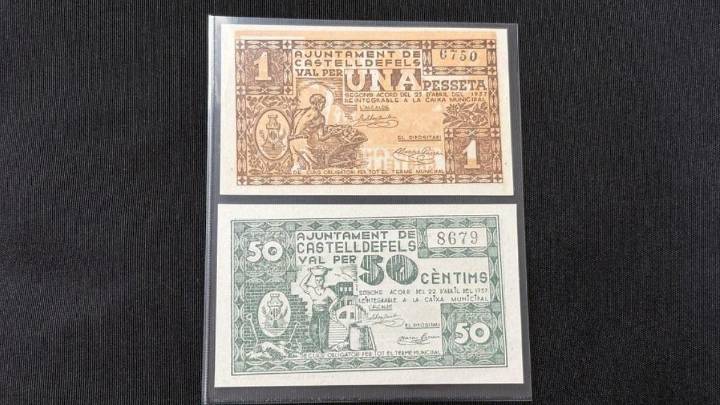 1
AJUNTAMENT DE
CASTELLDEFELS
6750
VAL PER UNA PESSETA
SEGONS ACORD DEL 22 D'ABRIL DEL 1937
REINTEGRABLE A LA CAIXA MUNICIPAL
L'ALCALDE
EL DIPOSITARI
1
DE CURS OBLIGATORI PER TOT EL TERME MUNICIPAL
50
AJUNTAMENT DE
CASTELLDEFELS
8679
VAL PER 50 CÈNTIMS
SEGONS ACORD DEL 22 D'ABRIL DEL 1937
REINTEGRABLE A LA CAIXA MUNICIPAL
L'ALCALDE
EL DIPOSITARI
50
DE CURS OBLIGATORI PER TOT EL TERME MUNICIPAL